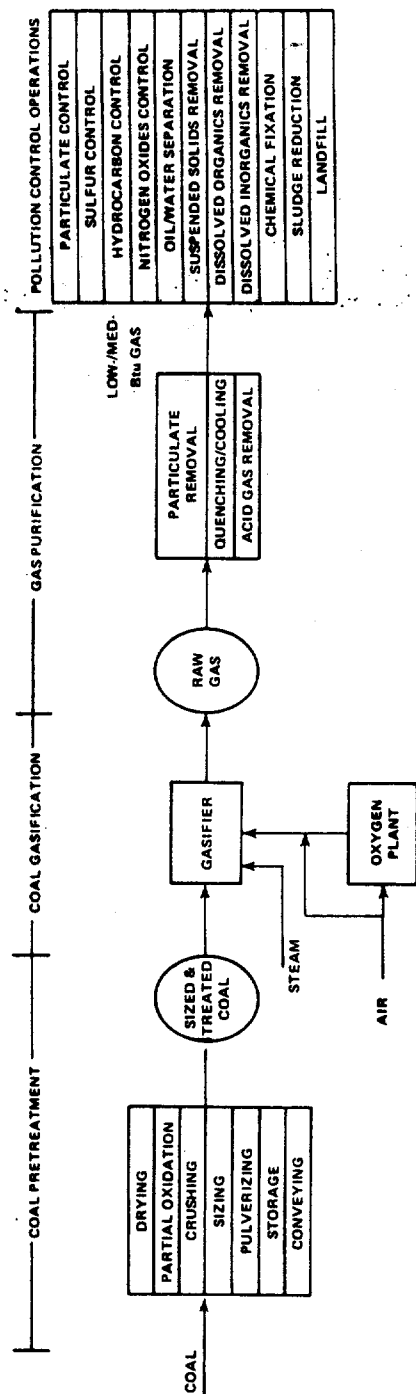 COAL PRETREATMENT
COAL GASIFICATION
GAS PURIFICATION
COAL
DRYING
PARTIAL OXIDATION
CRUSHING
SIZING
PULVERIZING
STORAGE
CONVEYING
SIZED &
TREATED
COAL
STEAM
AIR
GASIFIER
OXYGEN
PLANT
RAW
GAS
PARTICULATE
REMOVAL
QUENCHING/COOLING
ACID GAS REMOVAL
LOW-/MED-
Btu GAS
POLLUTION CONTROL OPERATIONS
PARTICULATE CONTROL
SULFUR CONTROL
HYDROCARBON CONTROL
NITROGEN OXIDES CONTROL
OIL/WATER SEPARATION
SUSPENDED SOLIDS REMOVAL
DISSOLVED ORGANICS REMOVAL
DISSOLVED INORGANICS REMOVAL
CHEMICAL FIXATION
SLUDGE REDUCTION
LANDFILL